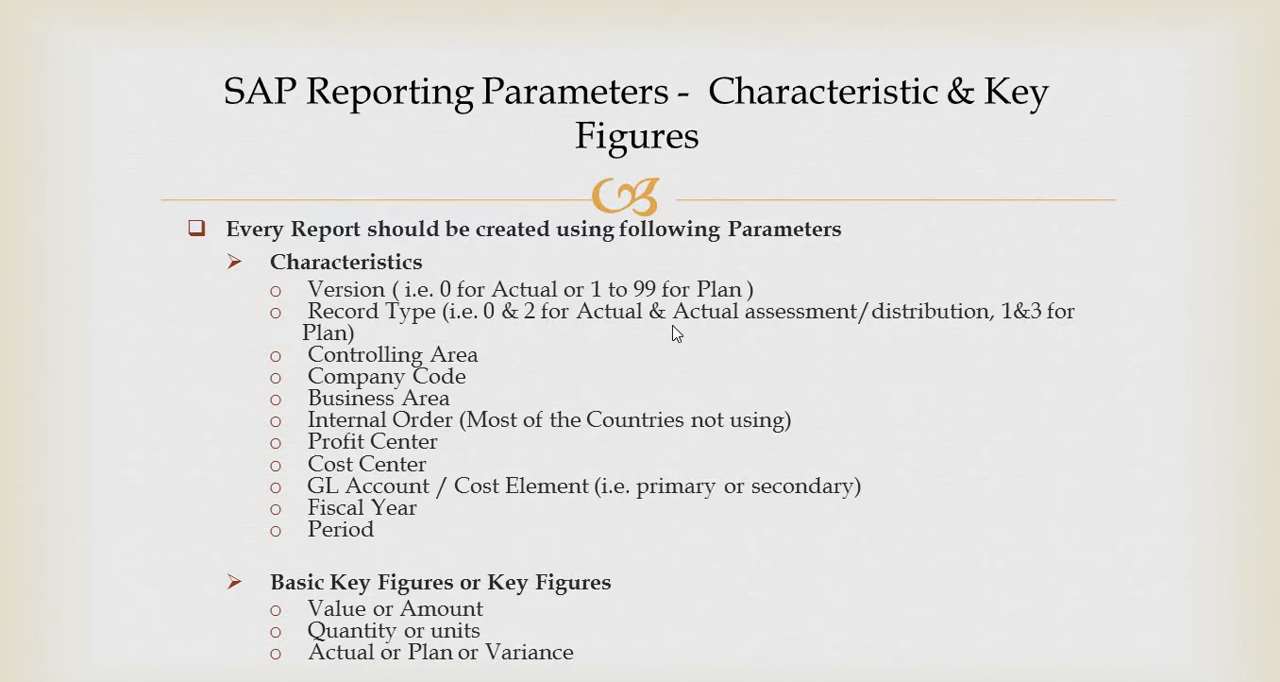 SAP Reporting Parameters - Characteristic & Key
Figures
Every Report should be created using following Parameters
Characteristics
Version ( i.e. 0 for Actual or 1 to 99 for Plan )
Record Type (i.e. 0 & 2 for Actual & Actual assessment/distribution, 1&3 for
Plan)
Controlling Area
Company Code
Business Area
Internal Order (Most of the Countries not using)
Profit Center
Cost Center
GL Account / Cost Element (i.e. primary or secondary)
Fiscal Year
Period
Basic Key Figures or Key Figures
Value or Amount
Quantity or units
Actual or Plan or Variance